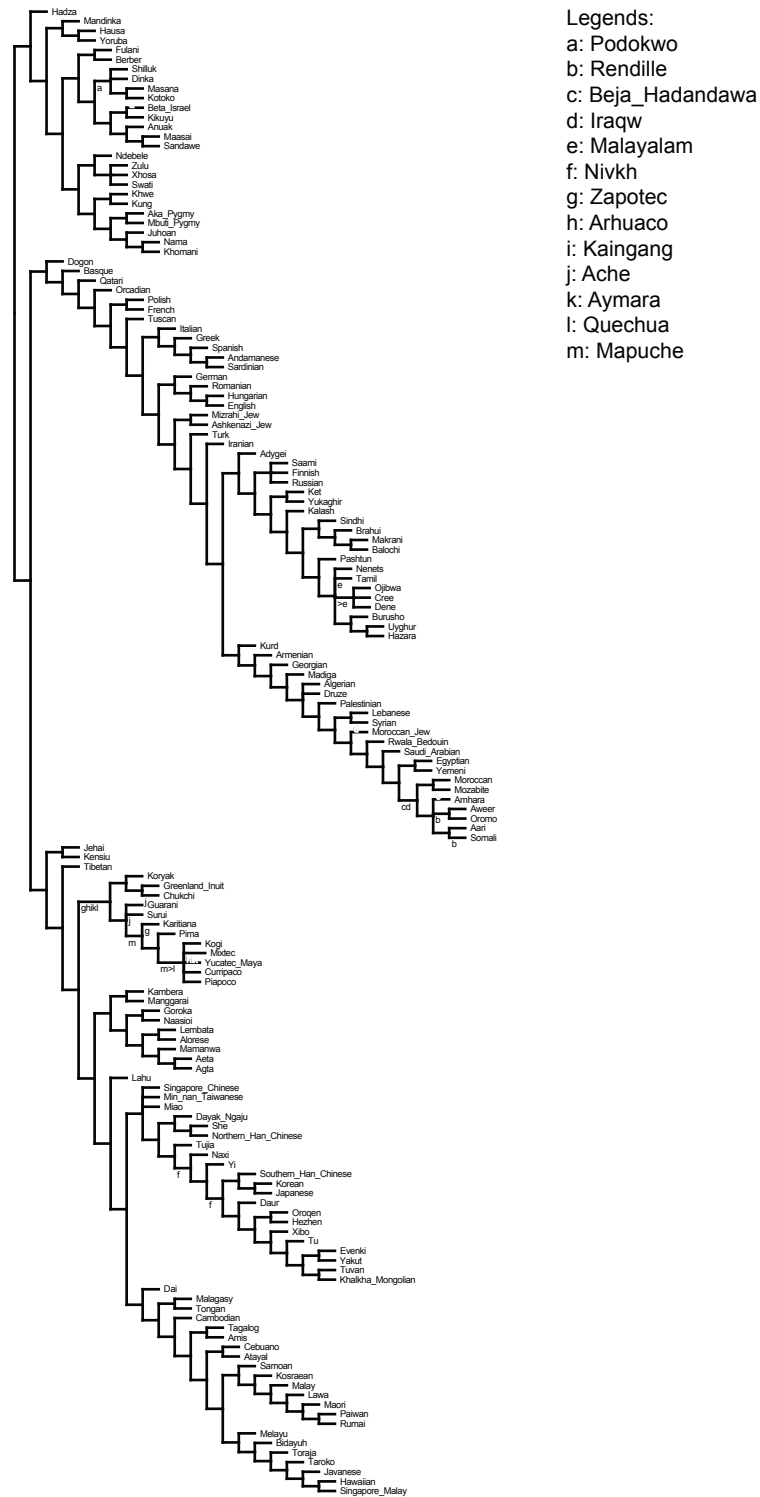 Hadza
Mandinka
Hausa
Yoruba
Fulani
Berber
Shilluk
Dinka
a
Masana
Kotoko
Beta_Israel
Kikuyu
Anuak
Maasai
Sandawe
Ndebele
Zulu
Xhosa
Swati
Khwe
Kung
Aka_Pygmy
Mbuti_Pygmy
Juhoan
Nama
Khomani
Dogon
Basque
Qatari
Orcadian
Polish
French
Tuscan
Italian
Greek
Spanish
Andamanese
Sardinian
German
Romanian
Hungarian
English
Mizrahi_Jew
Ashkenazi_Jew
Turk
Iranian
Adygei
Saami
Finnish
Russian
Ket
Yukaghir
Kalash
Sindhi
Brahui
Makrani
Balochi
Pashtun
Nenets
Tamil
e
Ojibwa
Cree
>e
Dene
Burusho
Uyghur
Hazara
Kurd
Armenian
Georgian
Madiga
Algerian
Druze
Palestinian
Lebanese
Syrian
Moroccan_Jew
Rwala_Bedouin
Saudi_Arabian
Egyptian
Yemeni
Moroccan
Mozabite
Amhara
cd
Aweer
b
Oromo
Aari
Somali
b
Jehai
Kensiu
Tibetan
Koryak
Greenland_Inuit
Chukchi
j
ghikl
Guarani
Surui
j
Karitiana
g
Pima
m
Kogi
Mixtec
Yucatec_Maya
m>l
Curripaco
Piapoco
Kambera
Manggarai
Goroka
Naasioi
Lembata
Alorese
Mamanwa
Aeta
Agta
Lahu
Singapore_Chinese
Min_nan_Taiwanese
Miao
Dayak_Ngaju
She
Northern_Han_Chinese
Tujia
Naxi
Yi
f
Southern_Han_Chinese
Korean
Japanese
f
Daur
Oroqen
Hezhen
Xibo
Tu
Evenki
Yakut
Tuvan
Khalkha_Mongolian
Dai
Malagasy
Tongan
Cambodian
Tagalog
Amis
Cebuano
Atayal
Samoan
Kosraean
Malay
Lawa
Maori
Paiwan
Rumai
Melayu
Bidayuh
Toraja
Taroko
Javanese
Hawaiian
Singapore_Malay
Legends:
a: Podokwo
b: Rendille
c: Beja_Hadandawa
d: Iraqw
e: Malayalam
f: Nivkh
g: Zapotec
h: Arhuaco
i: Kaingang
j: Ache
k: Aymara
l: Quechua
m: Mapuche